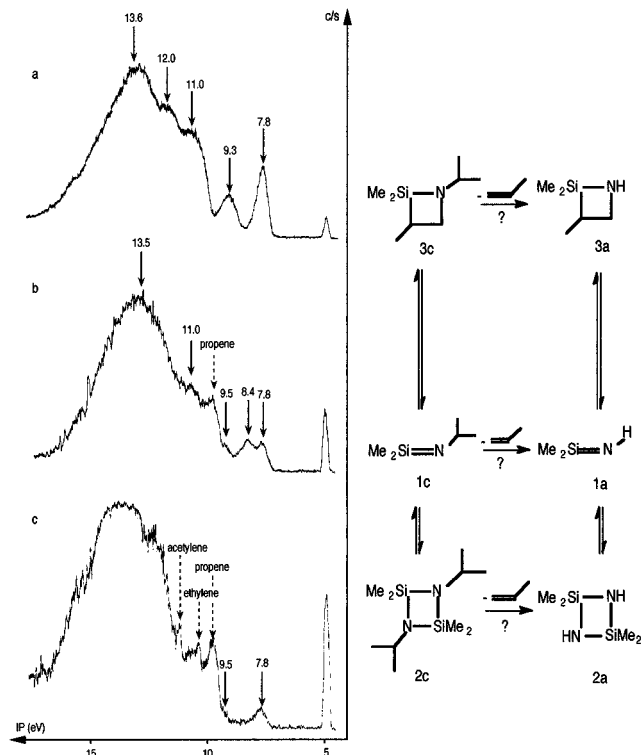 c/s
a
13.6
12.0
11.0
9.3
7.8
b
13.5
11.0
propene
9.5
8.4
7.8
c
acetylene
ethylene
propene
9.5
7.8
IP (eV)
15
10
5
Me2Si
N
?
Me2Si
NH
3c
3a
Me2Si
N
?
Me2Si
N
H
1c
1a
Me2Si
N
N
SiMe2
?
Me2Si
NH
HN
SiMe2
2c
2a